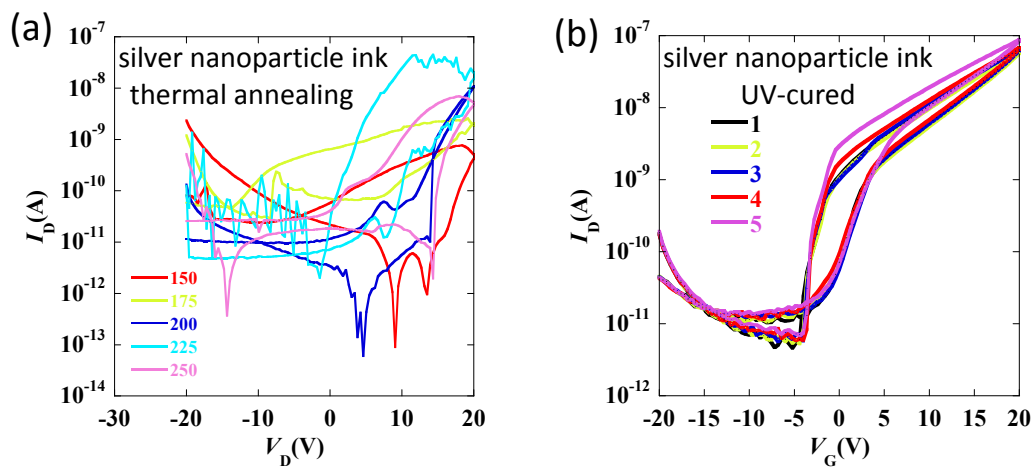 (a)
silver nanoparticle ink
thermal annealing
I_D(A)
10^-7
10^-8
10^-9
10^-10
10^-11
10^-12
10^-13
10^-14
150
175
200
225
250
-30 -20 -10 0 10 20
V_D(V)
(b)
silver nanoparticle ink
UV-cured
I_D(A)
10^-7
10^-8
10^-9
10^-10
10^-11
10^-12
1
2
3
4
5
-20 -15 -10 -5 0 5 10 15 20
V_G(V)